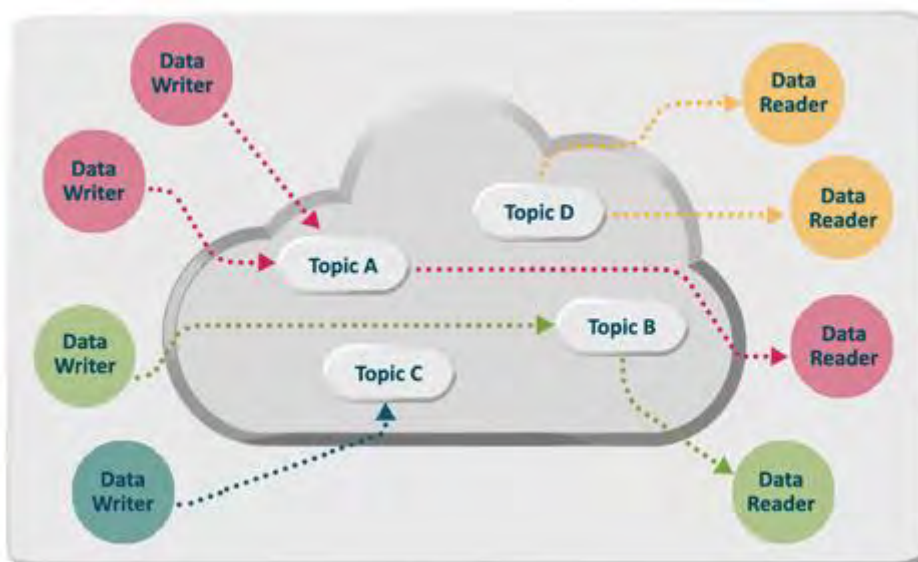 Data
Writer
Data
Reader
Data
Writer
Data
Reader
Topic D
Topic A
Topic B
Data
Writer
Data
Reader
Topic C
Data
Writer
Data
Reader